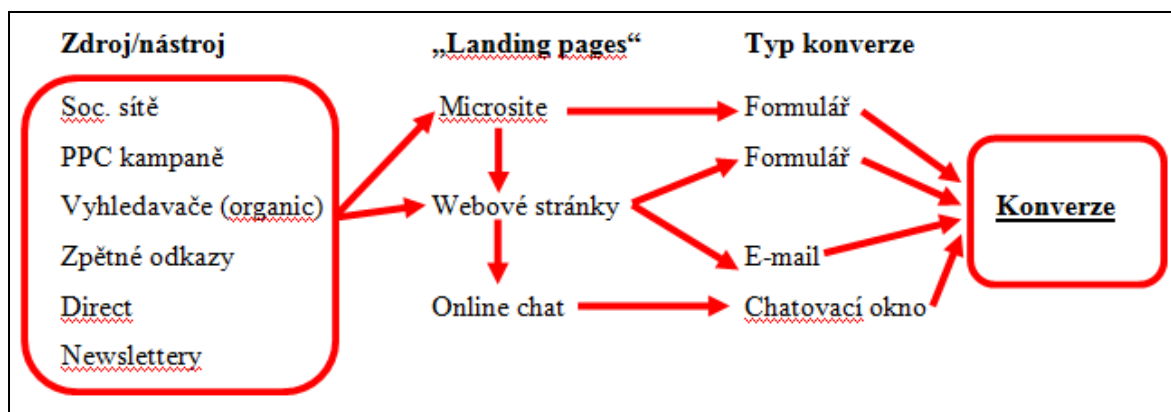 Zdroj/nástroj „Landing pages“ Typ konverze
Soc. sítě Microsite Formulář
PPC kampaně Formulář
Vyhledavače (organic) Webové stránky Konverze
Zpětné odkazy E-mail
Direct Online chat Chatovací okno
Newslettery